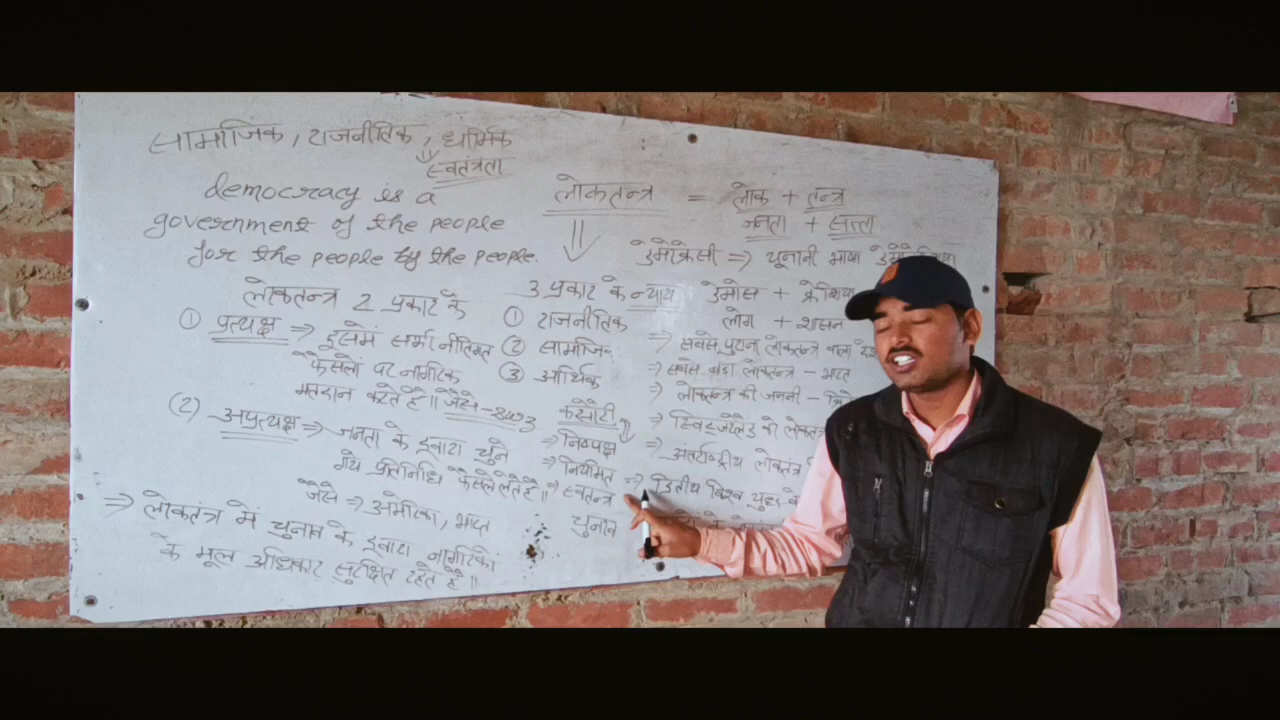 सामाजिक, राजनीतिक, धार्मिक
स्वतंत्रता
democracy is a
government of the people
for the people by the people.
लोकतन्त्र = लोक + तन्त्र
जनता + सत्ता
डेमोक्रेसी ⇒ यूनानी भाषा
डेमोस + क्रेशिया
लोग + शासन
लोकतन्त्र 2 प्रकार के
① प्रत्यक्ष ⇒ इसमें सभी नीतिगत
फैसलों पर नागरिक
मतदान करते है॥ जैसे-
(2) अप्रत्यक्ष ⇒ जनता के द्वारा चुने
गये प्रतिनिधि फैसले लेते है॥
जैसे ⇒ अमेरिका, भारत
⇒ लोकतंत्र में चुनाव के द्वारा नागरिकों
के मूल अधिकार सुरक्षित रहते है॥
3 प्रकार के न्याय
① राजनीतिक
② सामाजिक
③ आर्थिक
कसौटी
⇒ निष्पक्ष
⇒ नियमित
⇒ स्वतन्त्र
चुनाव
⇒ सबसे पुराना लोकतन्त्र वाला
⇒ सबसे बड़ा लोकतन्त्र - भारत
⇒ लोकतन्त्र की जननी -
⇒ स्विट्जरलैंड को
⇒ अंतर्राष्ट्रीय लोकतन्त्र
⇒ द्वितीय विश्व युद्ध के